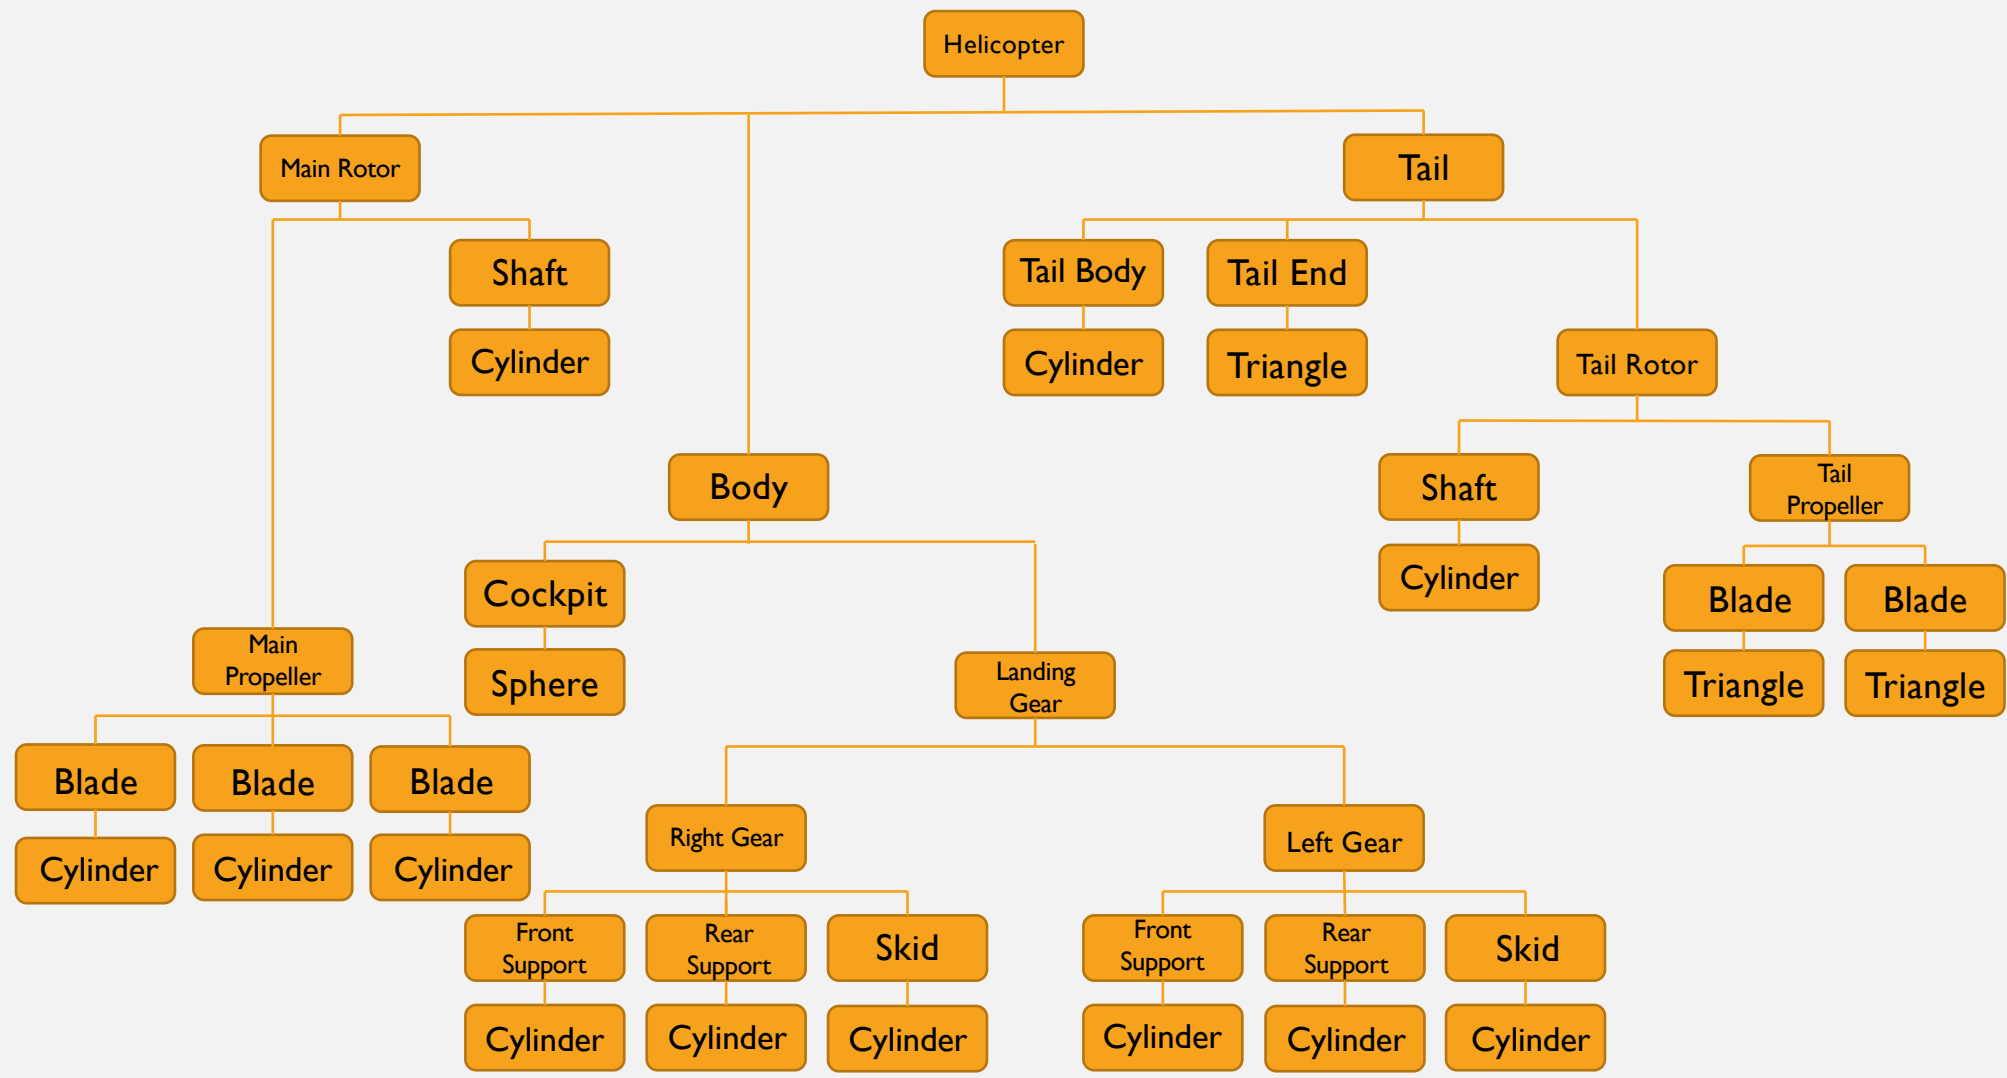 Helicopter
Main Rotor
Tail
Shaft
Tail Body
Tail End
Cylinder
Cylinder
Triangle
Tail Rotor
Body
Shaft
Tail
Propeller
Cockpit
Cylinder
Blade
Blade
Main
Propeller
Sphere
Landing
Gear
Triangle
Triangle
Blade
Blade
Blade
Right Gear
Left Gear
Cylinder
Cylinder
Cylinder
Front
Support
Rear
Support
Skid
Front
Support
Rear
Support
Skid
Cylinder
Cylinder
Cylinder
Cylinder
Cylinder
Cylinder